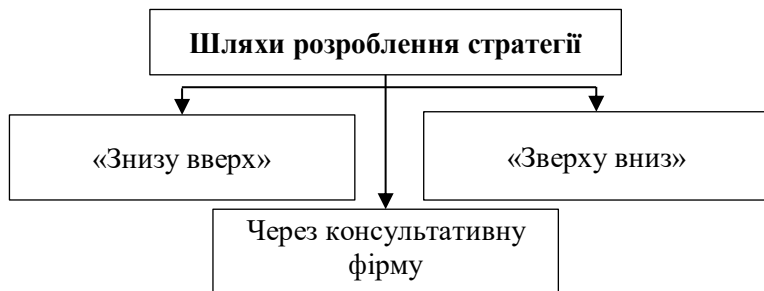 Шляхи розроблення стратегії
«Знизу вверх»
«Зверху вниз»
Через консультативну
фірму